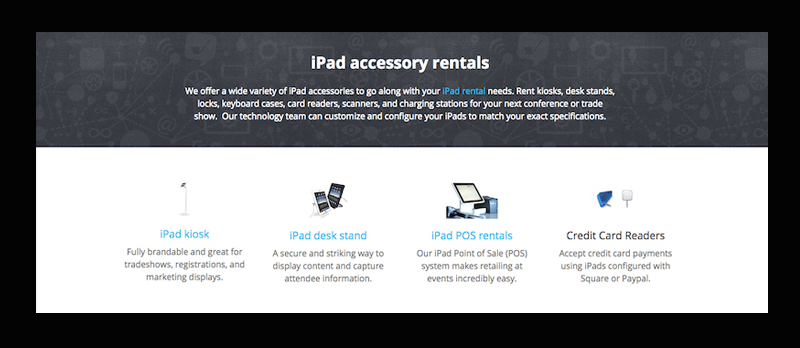 iPad accessory rentals
We offer a wide variety of iPad accessories to go along with your iPad rental needs. Rent kiosks, desk stands,
locks, keyboard cases, card readers, scanners, and charging stations for your next conference or trade
show. Our technology team can customize and configure your iPads to match your exact specifications.
iPad kiosk
Fully brandable and great for
tradeshows, registrations, and
marketing displays.
iPad desk stand
A secure and striking way to
display content and capture
attendee information.
iPad POS rentals
Our iPad Point of Sale (POS)
system makes retailing at
events incredibly easy.
Credit Card Readers
Accept credit card payments
using iPads configured with
Square or Paypal.